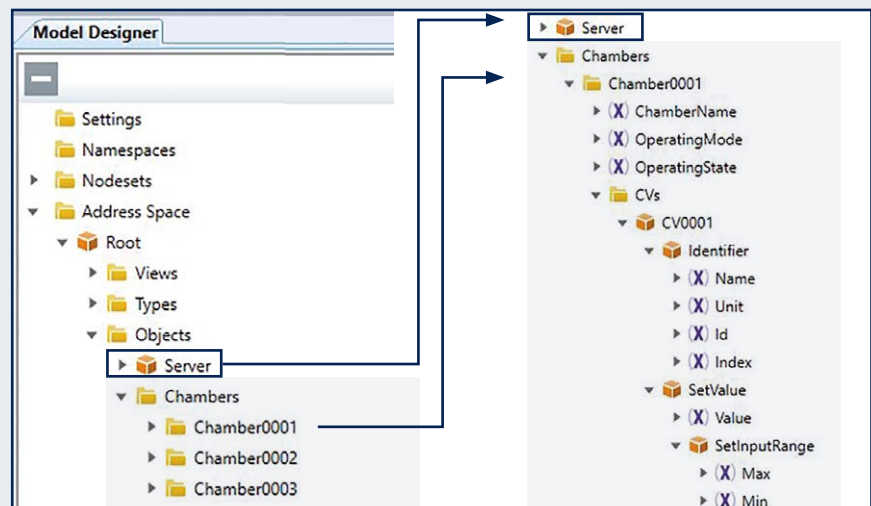 Model Designer
Settings
Namespaces
Nodesets
Address Space
Root
Views
Types
Objects
Server
Chambers
Chamber0001
Chamber0002
Chamber0003
Server
Chambers
Chamber0001
(X) ChamberName
(X) OperatingMode
(X) OperatingState
CVs
CV0001
Identifier
(X) Name
(X) Unit
(X) Id
(X) Index
SetValue
(X) Value
SetInputRange
(X) Max
(X) Min